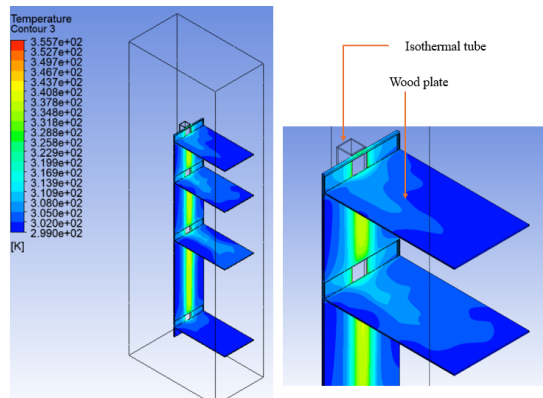 Temperature
Contour 3
3.557e+02
3.527e+02
3.497e+02
3.467e+02
3.437e+02
3.408e+02
3.378e+02
3.348e+02
3.318e+02
3.288e+02
3.258e+02
3.229e+02
3.199e+02
3.169e+02
3.139e+02
3.109e+02
3.080e+02
3.050e+02
3.020e+02
2.990e+02
[K]
Isothermal tube
Wood plate